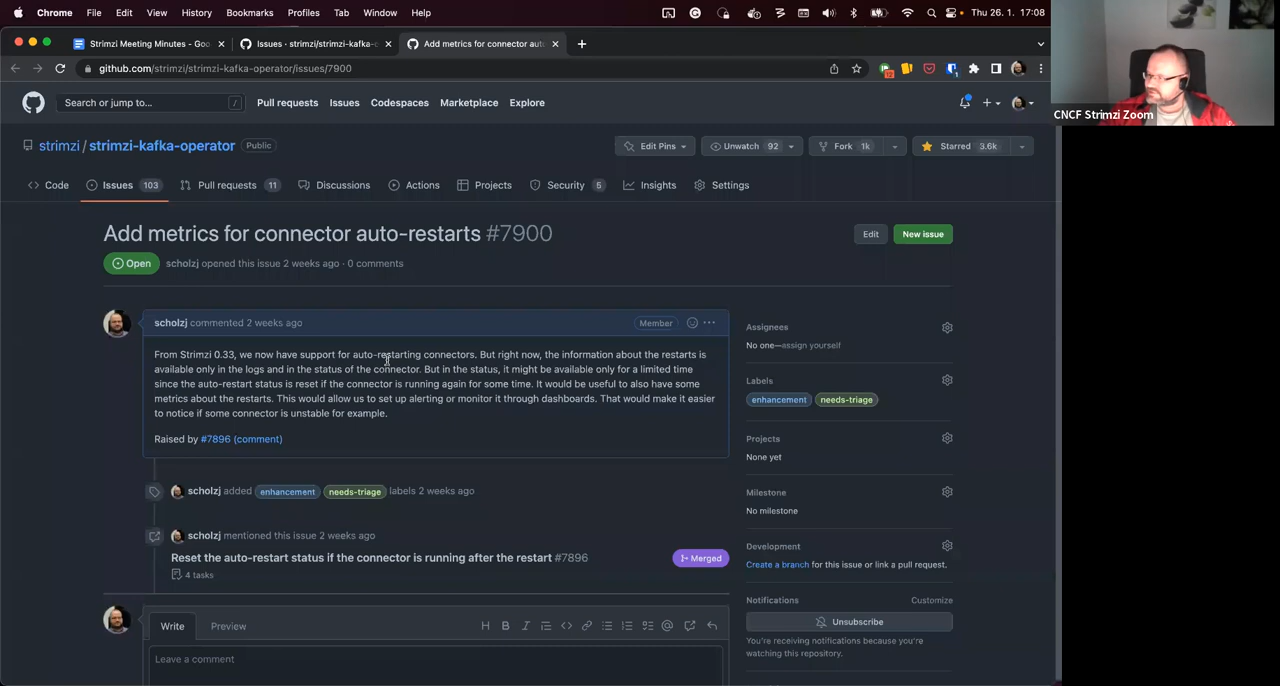 Chrome File Edit View History Bookmarks Profiles Tab Window Help Thu 26. 1. 17:08
Strimzi Meeting Minutes - Goo Issues · strimzi/strimzi-kafka-o Add metrics for connector auto
github.com/strimzi/strimzi-kafka-operator/issues/7900
CNCF Strimzi Zoom
Search or jump to... / Pull requests Issues Codespaces Marketplace Explore
strimzi / strimzi-kafka-operator Public Edit Pins Unwatch 92 Fork 1k Starred 3.6k
Code Issues 103 Pull requests 11 Discussions Actions Projects Security 5 Insights Settings
Add metrics for connector auto-restarts #7900 Edit New issue
Open scholzj opened this issue 2 weeks ago · 0 comments
scholzj commented 2 weeks ago Member
From Strimzi 0.33, we now have support for auto-restarting connectors. But right now, the information about the restarts is
available only in the logs and in the status of the connector. But in the status, it might be available only for a limited time
since the auto-restart status is reset if the connector is running again for some time. It would be useful to also have some
metrics about the restarts. This would allow us to set up alerting or monitor it through dashboards. That would make it easier
to notice if some connector is unstable for example.
Raised by #7896 (comment)
scholzj added enhancement needs-triage labels 2 weeks ago
scholzj mentioned this issue 2 weeks ago
Reset the auto-restart status if the connector is running after the restart #7896 Merged
4 tasks
Write Preview
Leave a comment
Assignees
No one—assign yourself
Labels
enhancement needs-triage
Projects
None yet
Milestone
No milestone
Development
Create a branch for this issue or link a pull request.
Notifications Customize
Unsubscribe
You're receiving notifications because you're
watching this repository.